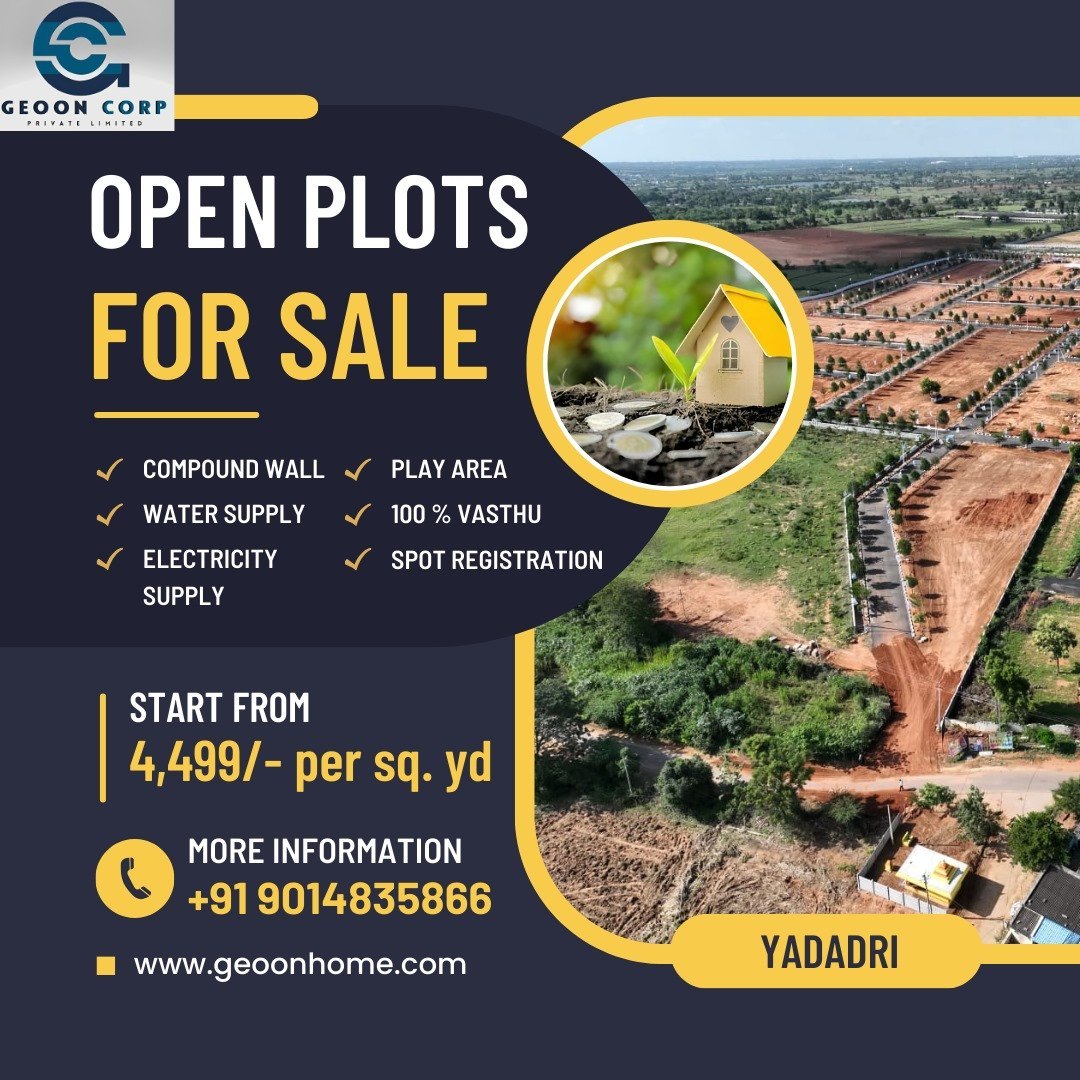 GEOON CORP
PRIVATE LIMITED
OPEN PLOTS
FOR SALE
COMPOUND WALL
WATER SUPPLY
ELECTRICITY
SUPPLY
PLAY AREA
100 % VASTHU
SPOT REGISTRATION
START FROM
4,499/- per sq. yd
MORE INFORMATION
+91 9014835866
www.geoonhome.com
YADADRI